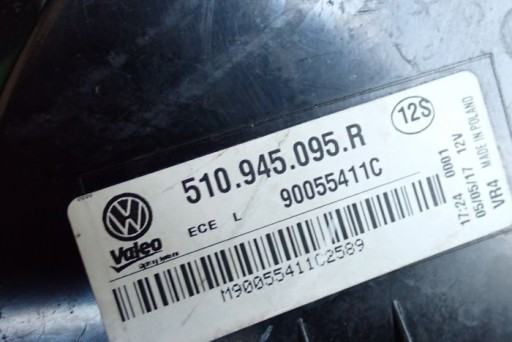 510.945.095.R
12S
ECE L 90055411C
Valeo
M90055411C2589
17:24 0001
05/05/17 12V
VR4 MADE IN POLAND